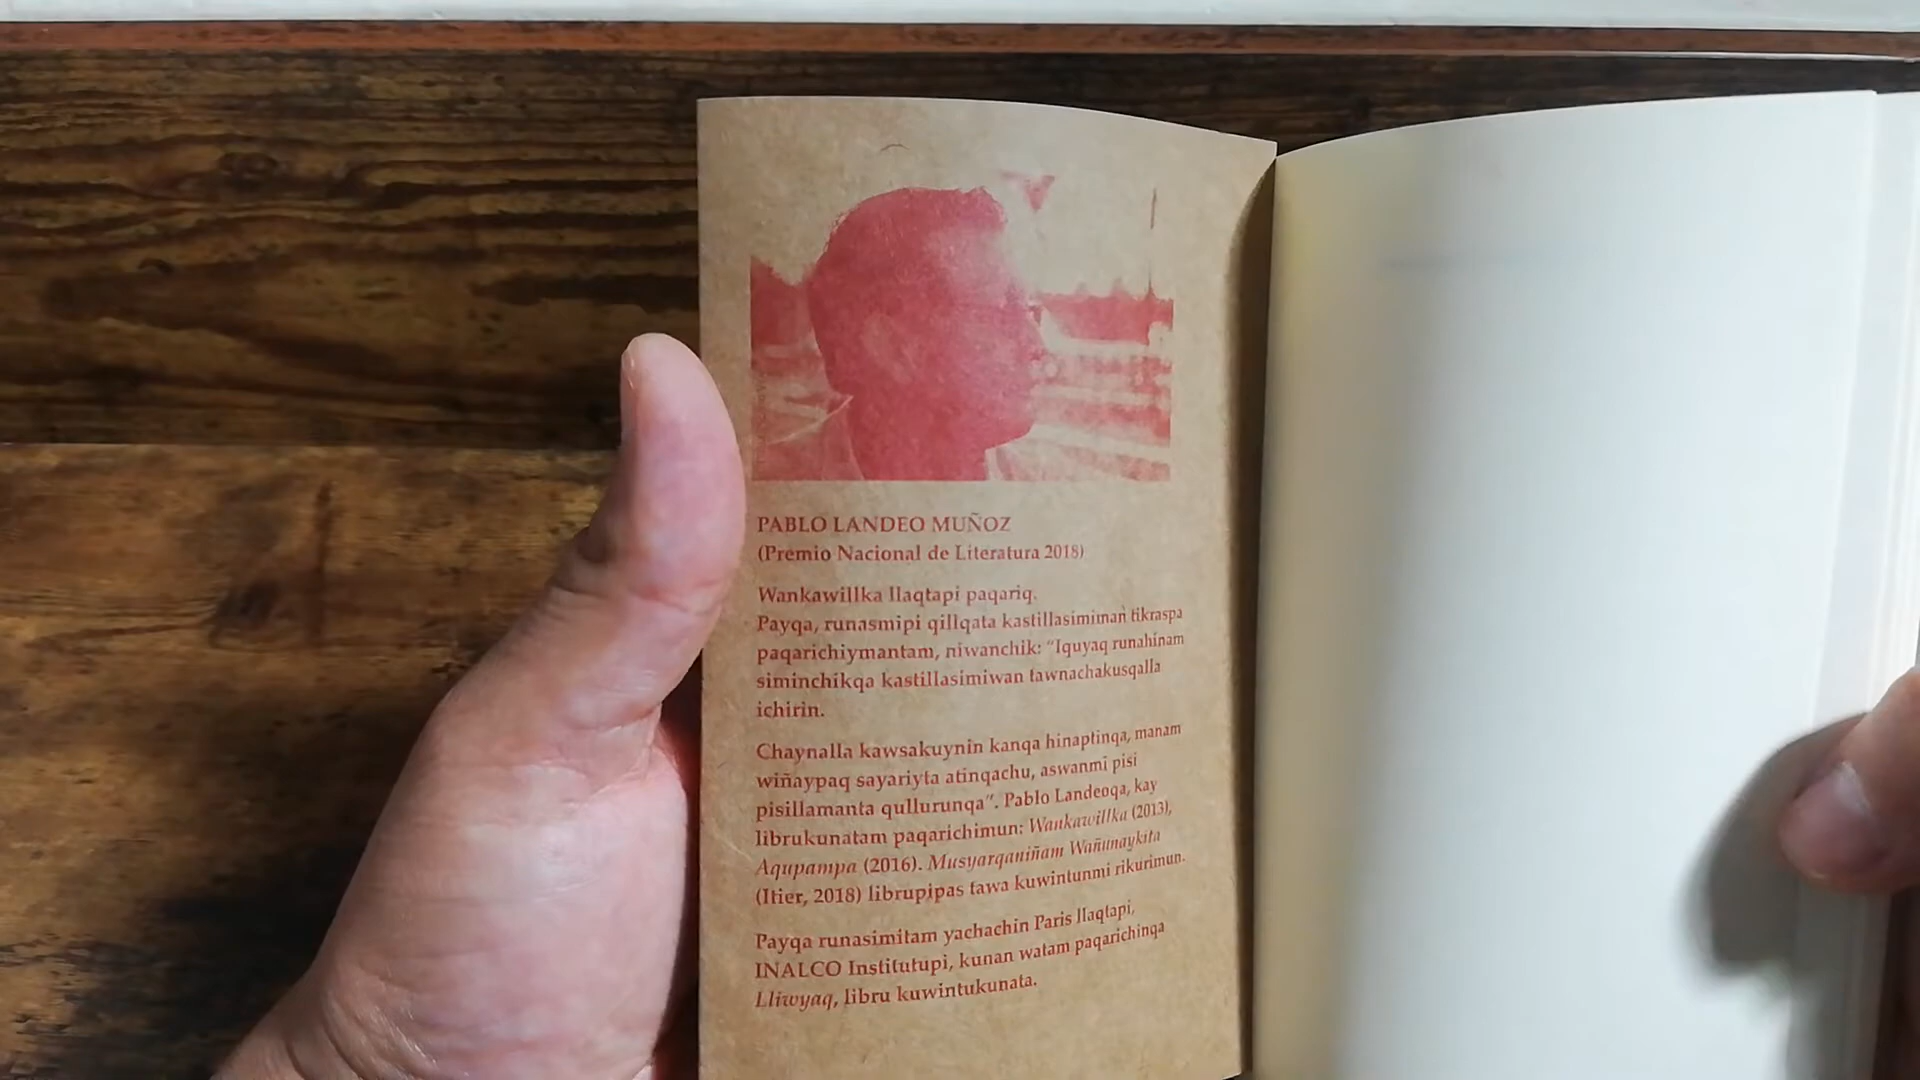 PABLO LANDEO MUÑOZ
(Premio Nacional de Literatura 2018)
Wankawillka llaqtapi paqariq.
Payqa, runasmipi qillqata kastillasimiman tikraspa
paqarichiymantam, niwanchik: “Iquyaq runahinam
siminchikqa kastillasimiwan tawnachakusqalla
ichirin.
Chaynalla kawsakuynin kanqa hinaptinqa, manam
wiñaypaq sayariyta atinqachu, aswanmi pisi
pisillamanta qullurunqa”. Pablo Landeoqa, kay
librukunatam paqarichimun: Wankawillka (2013),
Aqupampa (2016). Musyarqaniñam Wañunaykita
(Itier, 2018) librupipas tawa kuwintunmi rikurimun.
Payqa runasimitam yachachin Paris llaqtapi,
INALCO Institutupi, kunan watam paqarichinqa
Lliwyaq, libru kuwintukunata.